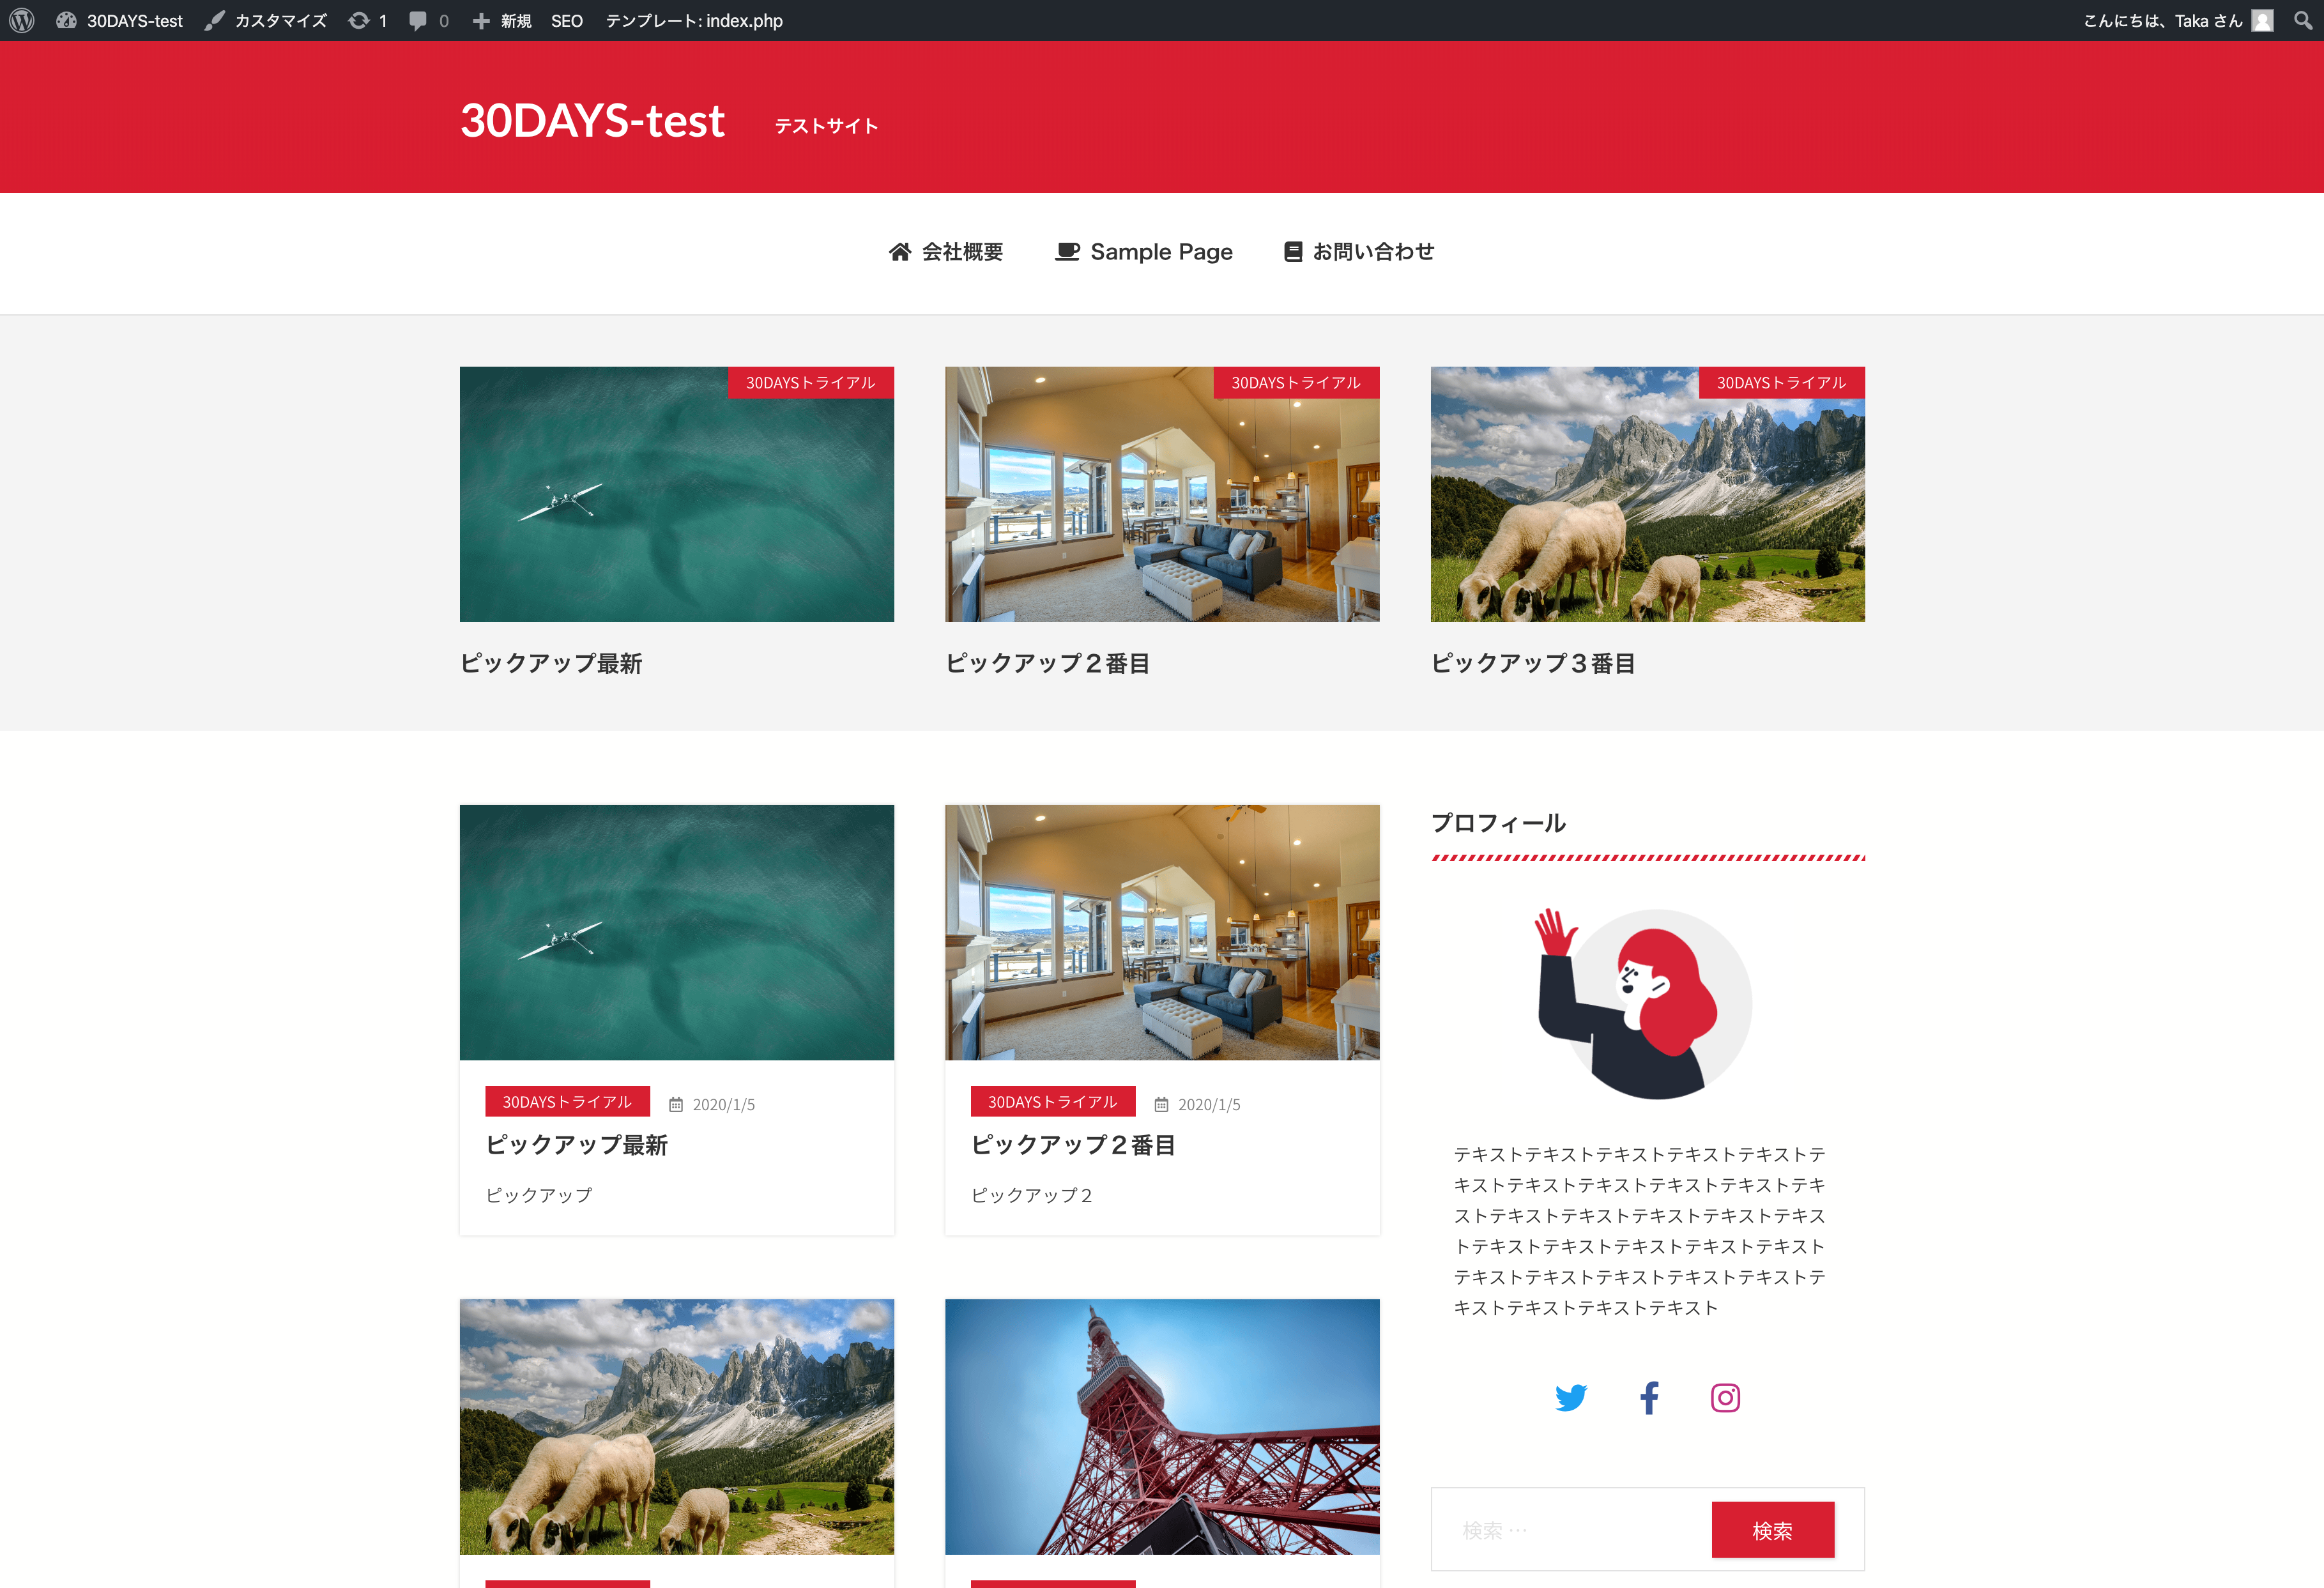 30DAYS-test カスタマイズ 1 0 新規 SEO テンプレート: index.php こんにちは、Taka さん
30DAYS-test テストサイト
会社概要 Sample Page お問い合わせ
30DAYSトライアル 30DAYSトライアル 30DAYSトライアル
ピックアップ最新 ピックアップ２番目 ピックアップ３番目
30DAYSトライアル 2020/1/5
ピックアップ最新
ピックアップ
30DAYSトライアル 2020/1/5
ピックアップ２番目
ピックアップ２
プロフィール
テキストテキストテキストテキストテキストテ
キストテキストテキストテキストテキストテキ
ストテキストテキストテキストテキストテキス
トテキストテキストテキストテキストテキスト
テキストテキストテキストテキストテキストテ
キストテキストテキストテキスト
検索 … 検索